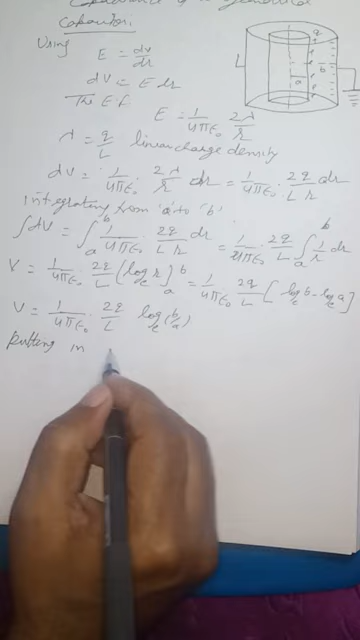 Capacitance of a cylindrical
Capacitor:
Using
E = dv/dr
dV = E dr
The E.f.
E = 1/4πε₀ 2λ/r
λ = q/L linear charge density
dV = 1/4πε₀ · 2λ/r dr = 1/4πε₀ · 2q/L r dr
Integrating from 'a' to 'b'
∫dV = ∫ₐᵇ 1/4πε₀ · 2q/L r dr = 1/4πε₀ · 2q/L ∫ₐᵇ 1/r dr
V = 1/4πε₀ · 2q/L (logₑ r)ₐᵇ = 1/4πε₀ 2q/L [logₑ b - logₑ a]
V = 1/4πε₀ · 2q/L logₑ (b/a)
Putting in
L
a
b